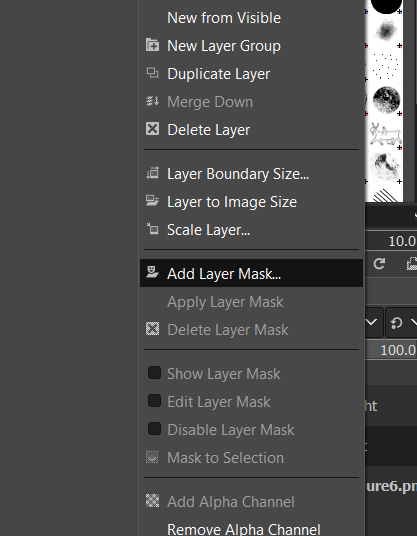 New from Visible
New Layer Group
Duplicate Layer
Merge Down
Delete Layer
Layer Boundary Size...
Layer to Image Size
Scale Layer...
10.0
Add Layer Mask...
Apply Layer Mask
Delete Layer Mask
100.0
Show Layer Mask
Edit Layer Mask
ht
Disable Layer Mask
Mask to Selection
ure6.pn
Add Alpha Channel
Remove Alpha Channel